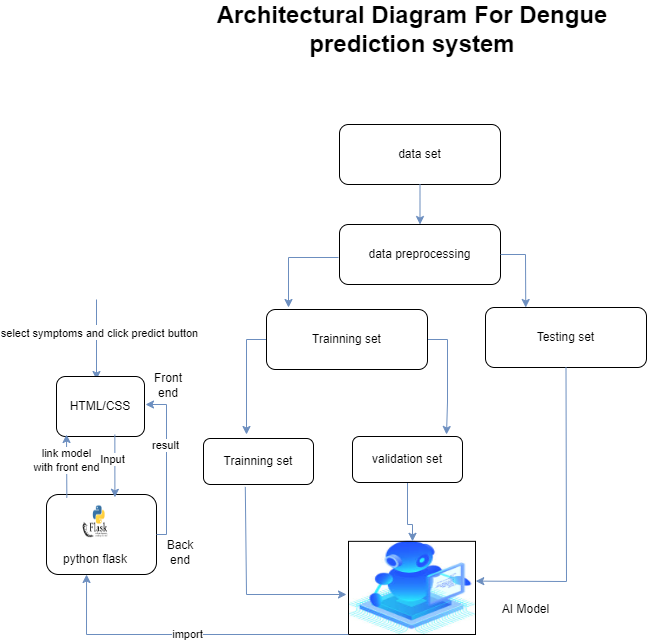 Architectural Diagram For Dengue
prediction system
data set
data preprocessing
Trainning set
Testing set
select symptoms and click predict button
Front
end
HTML/CSS
link model
with front end
Input
result
Trainning set
validation set
Flask
python flask
Back
end
AI Model
import